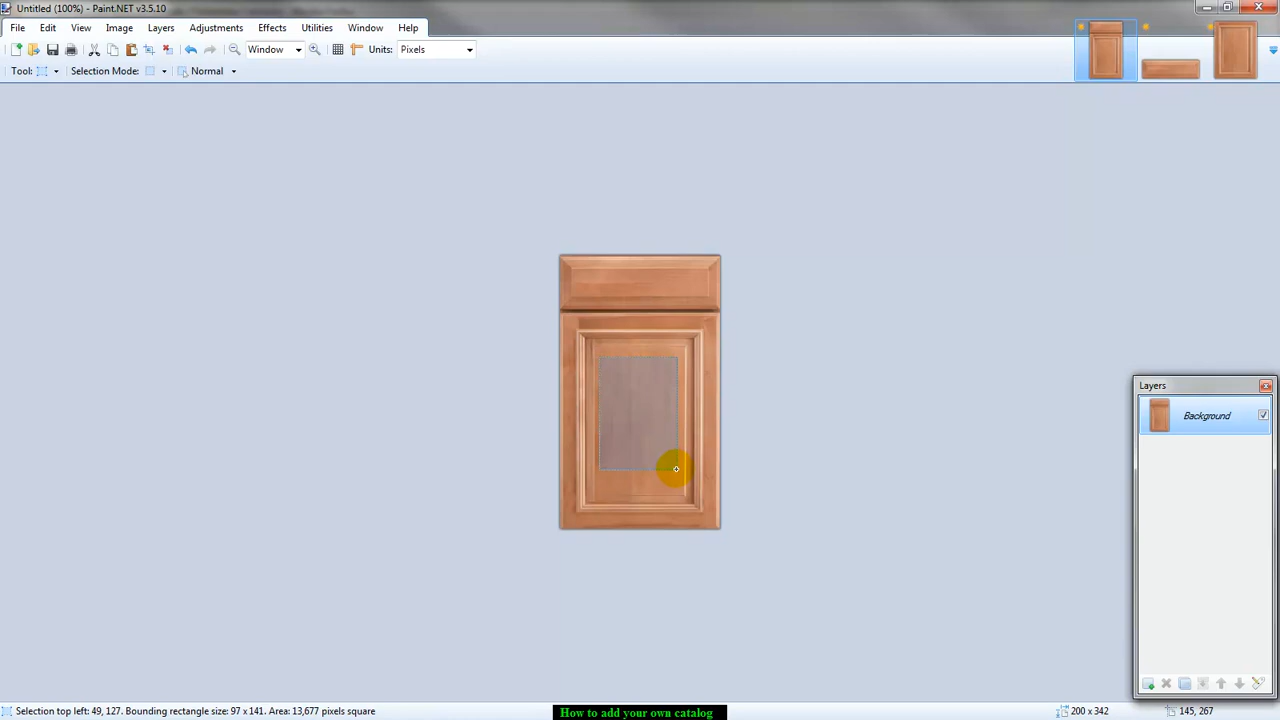 Untitled (100%) - Paint.NET v3.5.10
File Edit View Image Layers Adjustments Effects Utilities Window Help
Window Units: Pixels
Tool: Selection Mode: Normal
Layers
Background
Selection top left: 49, 127. Bounding rectangle size: 97 x 141. Area: 13,677 pixels square
How to add your own catalog
200 x 342
145, 267